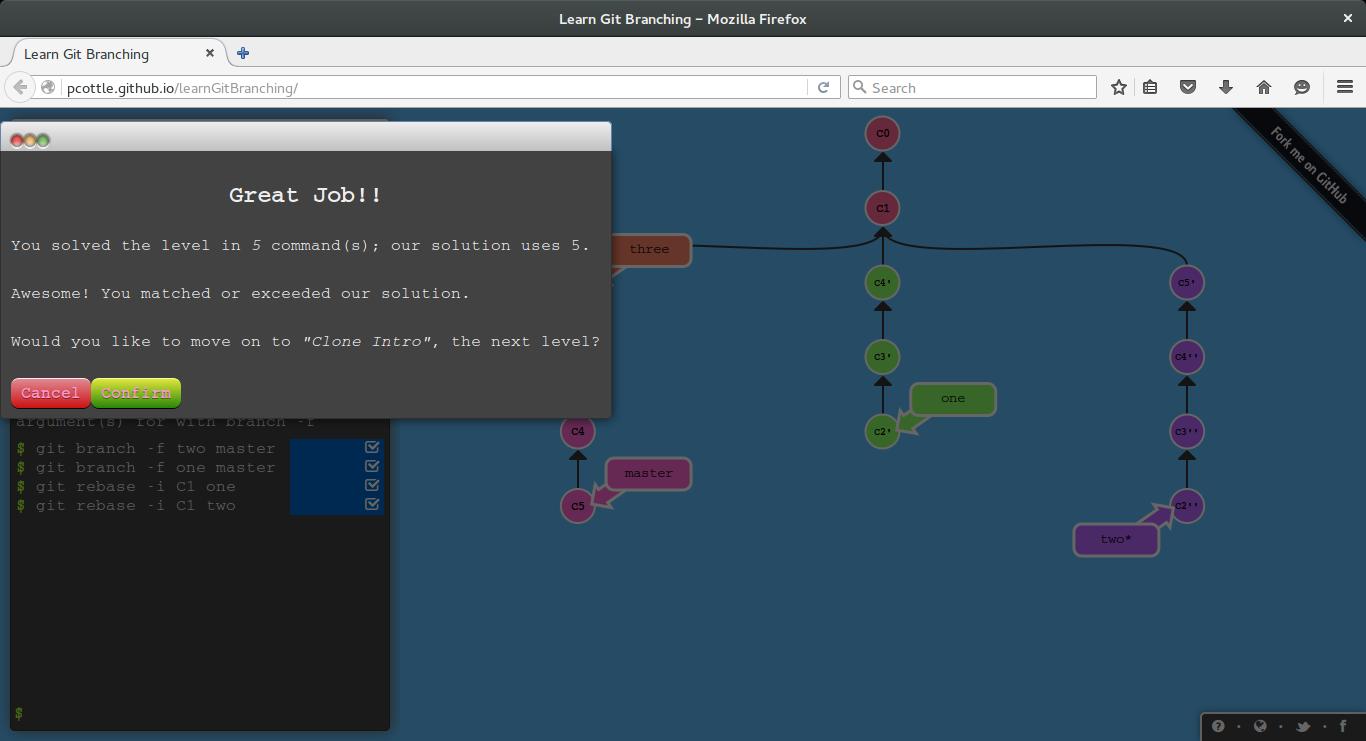 Learn Git Branching – Mozilla Firefox
Learn Git Branching
pcottle.github.io/learnGitBranching/
Search
Fork me on GitHub
Great Job!!
You solved the level in 5 command(s); our solution uses 5.
Awesome! You matched or exceeded our solution.
Would you like to move on to "Clone Intro", the next level?
Cancel Confirm
argument(s) for with branch -f
$ git branch -f two master
$ git branch -f one master
$ git rebase -i C1 one
$ git rebase -i C1 two
$
C0
C1
three
C4' C5'
C3' C4''
one
C4 C2' C3''
master
C5 C2''
two*